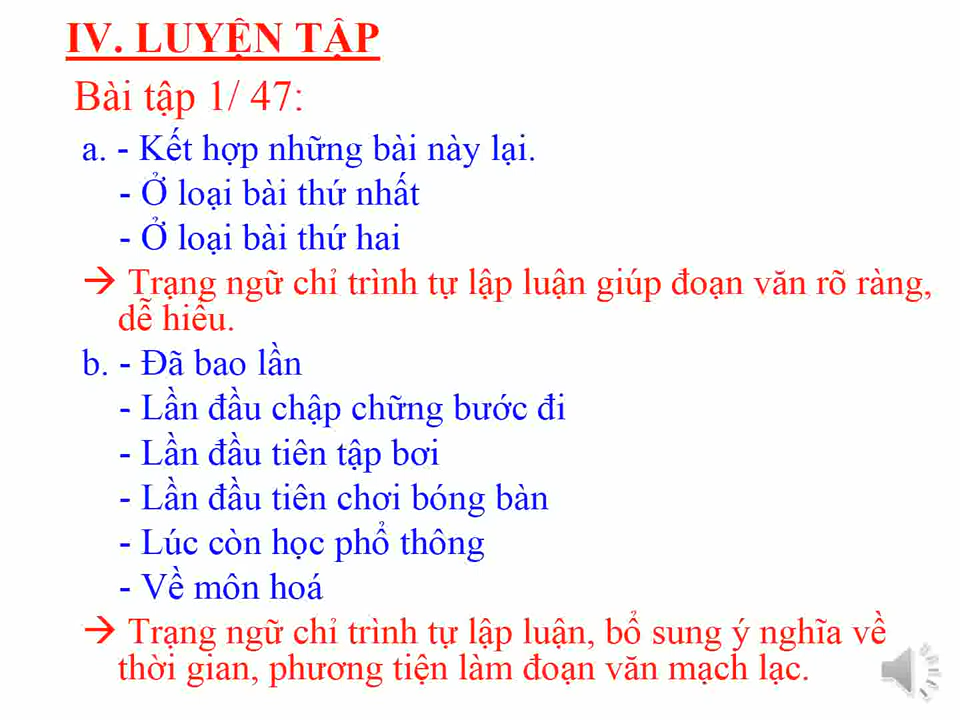 IV. LUYỆN TẬP
Bài tập 1/ 47:
a. - Kết hợp những bài này lại.
- Ở loại bài thứ nhất
- Ở loại bài thứ hai
→ Trạng ngữ chỉ trình tự lập luận giúp đoạn văn rõ ràng,
dễ hiểu.
b. - Đã bao lần
- Lần đầu chập chững bước đi
- Lần đầu tiên tập bơi
- Lần đầu tiên chơi bóng bàn
- Lúc còn học phổ thông
- Về môn hoá
→ Trạng ngữ chỉ trình tự lập luận, bổ sung ý nghĩa về
thời gian, phương tiện làm đoạn văn mạch lạc.